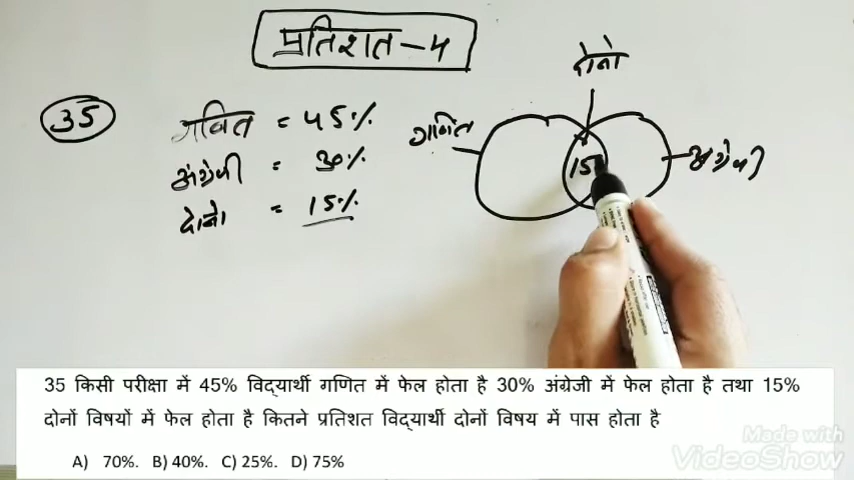 प्रतिशत-4
दोनो
35
गणित = 45%
गणित
अंग्रेजी = 30%
15
अंग्रेजी
दोनो = 15%
35 किसी परीक्षा में 45% विद्यार्थी गणित में फेल होता है 30% अंग्रेजी में फेल होता है तथा 15%
दोनों विषयों में फेल होता है कितने प्रतिशत विद्यार्थी दोनों विषय में पास होता है
A) 70%. B) 40%. C) 25%. D) 75%
Made with
VideoShow